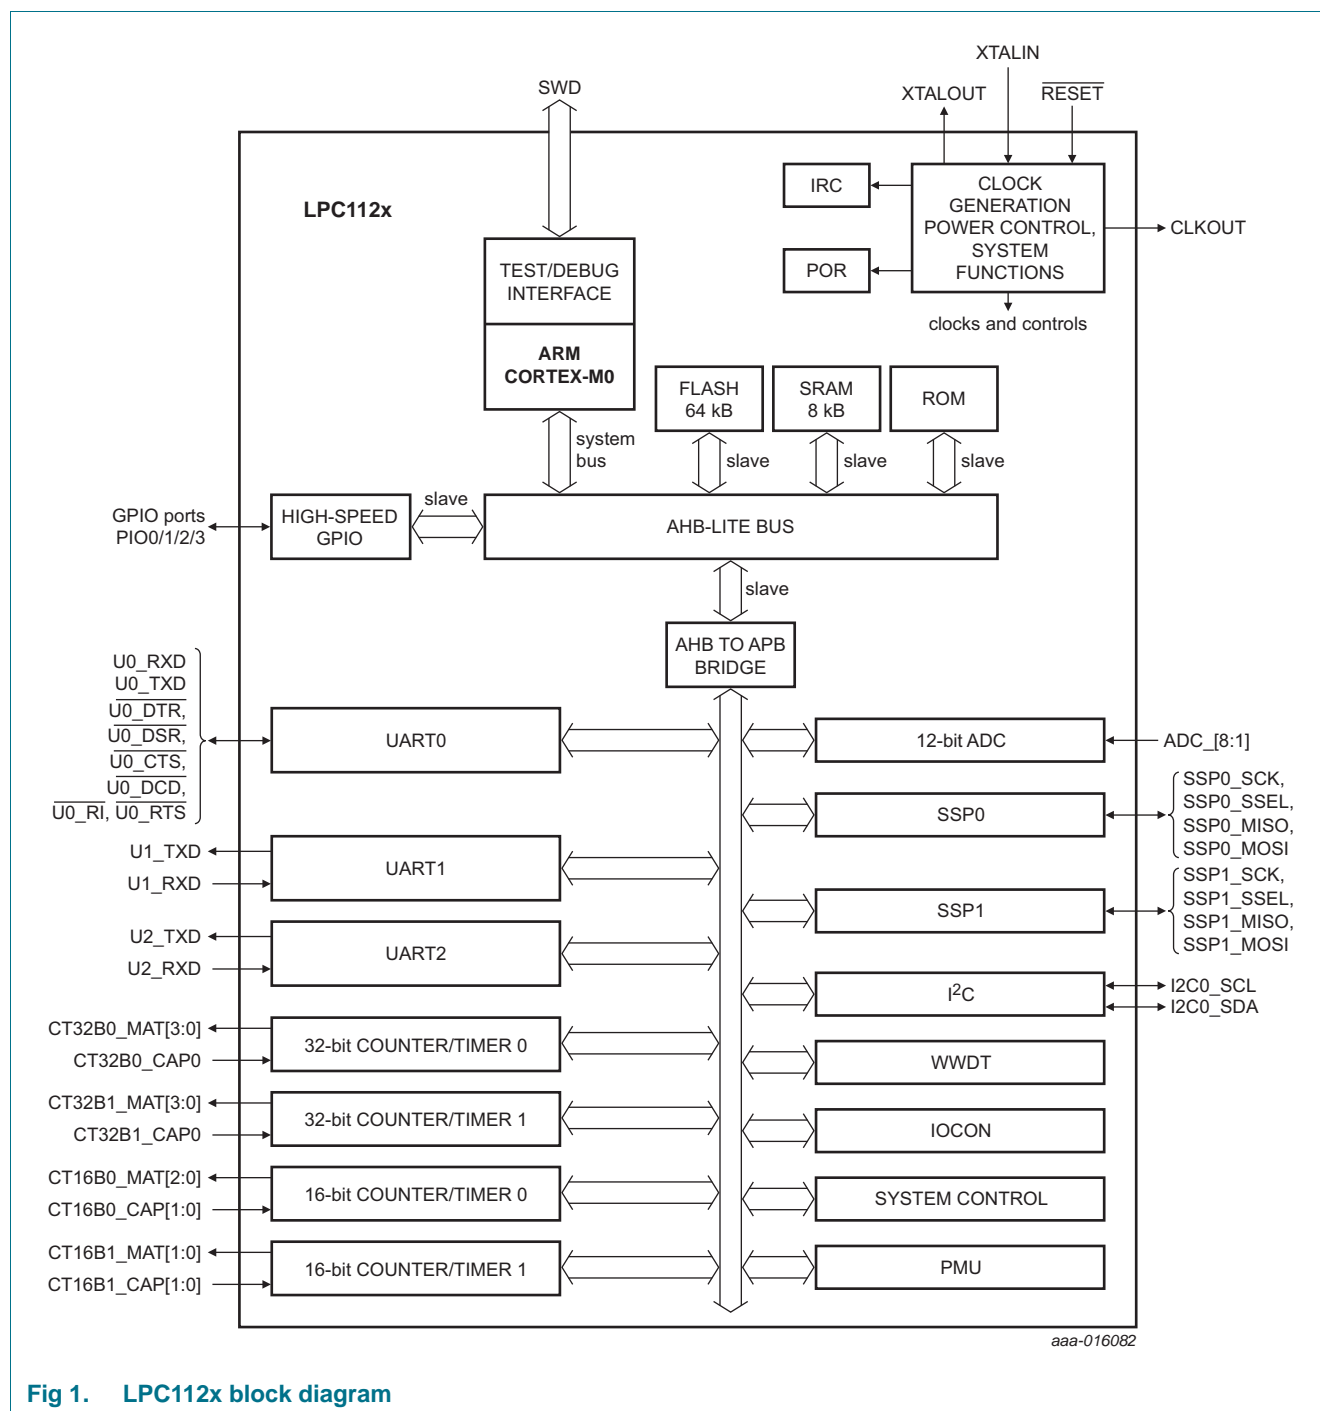 XTALIN
SWD
XTALOUT
RESET
LPC112x
IRC
CLOCK
GENERATION
POWER CONTROL,
SYSTEM
FUNCTIONS
CLKOUT
POR
TEST/DEBUG
INTERFACE
clocks and controls
ARM
CORTEX-M0
FLASH
64 kB
SRAM
8 kB
ROM
system
bus
slave
slave
slave
GPIO ports
PIO0/1/2/3
HIGH-SPEED
GPIO
slave
AHB-LITE BUS
slave
AHB TO APB
BRIDGE
U0_RXD
U0_TXD
U0_DTR,
U0_DSR,
U0_CTS,
U0_DCD,
U0_RI, U0_RTS
UART0
12-bit ADC
ADC_[8:1]
SSP0
SSP0_SCK,
SSP0_SSEL,
SSP0_MISO,
SSP0_MOSI
U1_TXD
U1_RXD
UART1
SSP1
SSP1_SCK,
SSP1_SSEL,
SSP1_MISO,
SSP1_MOSI
U2_TXD
U2_RXD
UART2
I2C
I2C0_SCL
I2C0_SDA
CT32B0_MAT[3:0]
CT32B0_CAP0
32-bit COUNTER/TIMER 0
WWDT
CT32B1_MAT[3:0]
CT32B1_CAP0
32-bit COUNTER/TIMER 1
IOCON
CT16B0_MAT[2:0]
CT16B0_CAP[1:0]
16-bit COUNTER/TIMER 0
SYSTEM CONTROL
CT16B1_MAT[1:0]
CT16B1_CAP[1:0]
16-bit COUNTER/TIMER 1
PMU
aaa-016082
Fig 1. LPC112x block diagram